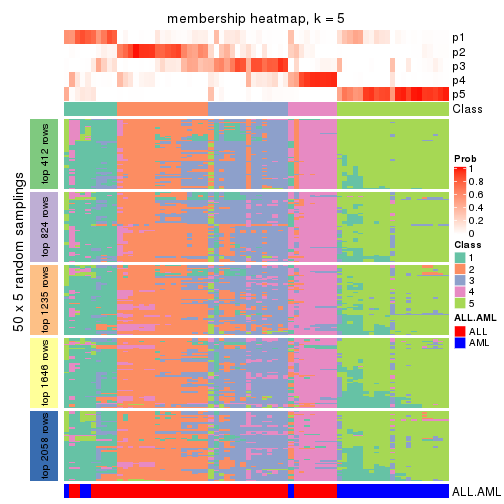 membership heatmap, k = 5
p1
p2
p3
p4
p5
Class
50 x 5 random samplings
top 412 rows
top 824 rows
top 1235 rows
top 1646 rows
top 2058 rows
Prob
1
0.8
0.6
0.4
0.2
0
Class
1
2
3
4
5
ALL.AML
ALL
AML
ALL.AML